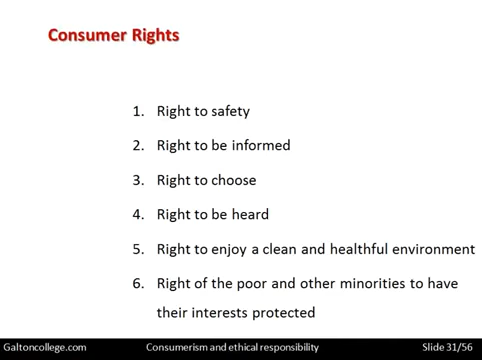 Consumer Rights
1. Right to safety
2. Right to be informed
3. Right to choose
4. Right to be heard
5. Right to enjoy a clean and healthful environment
6. Right of the poor and other minorities to have
their interests protected
Galtoncollege.com Consumerism and ethical responsibility Slide 31/56